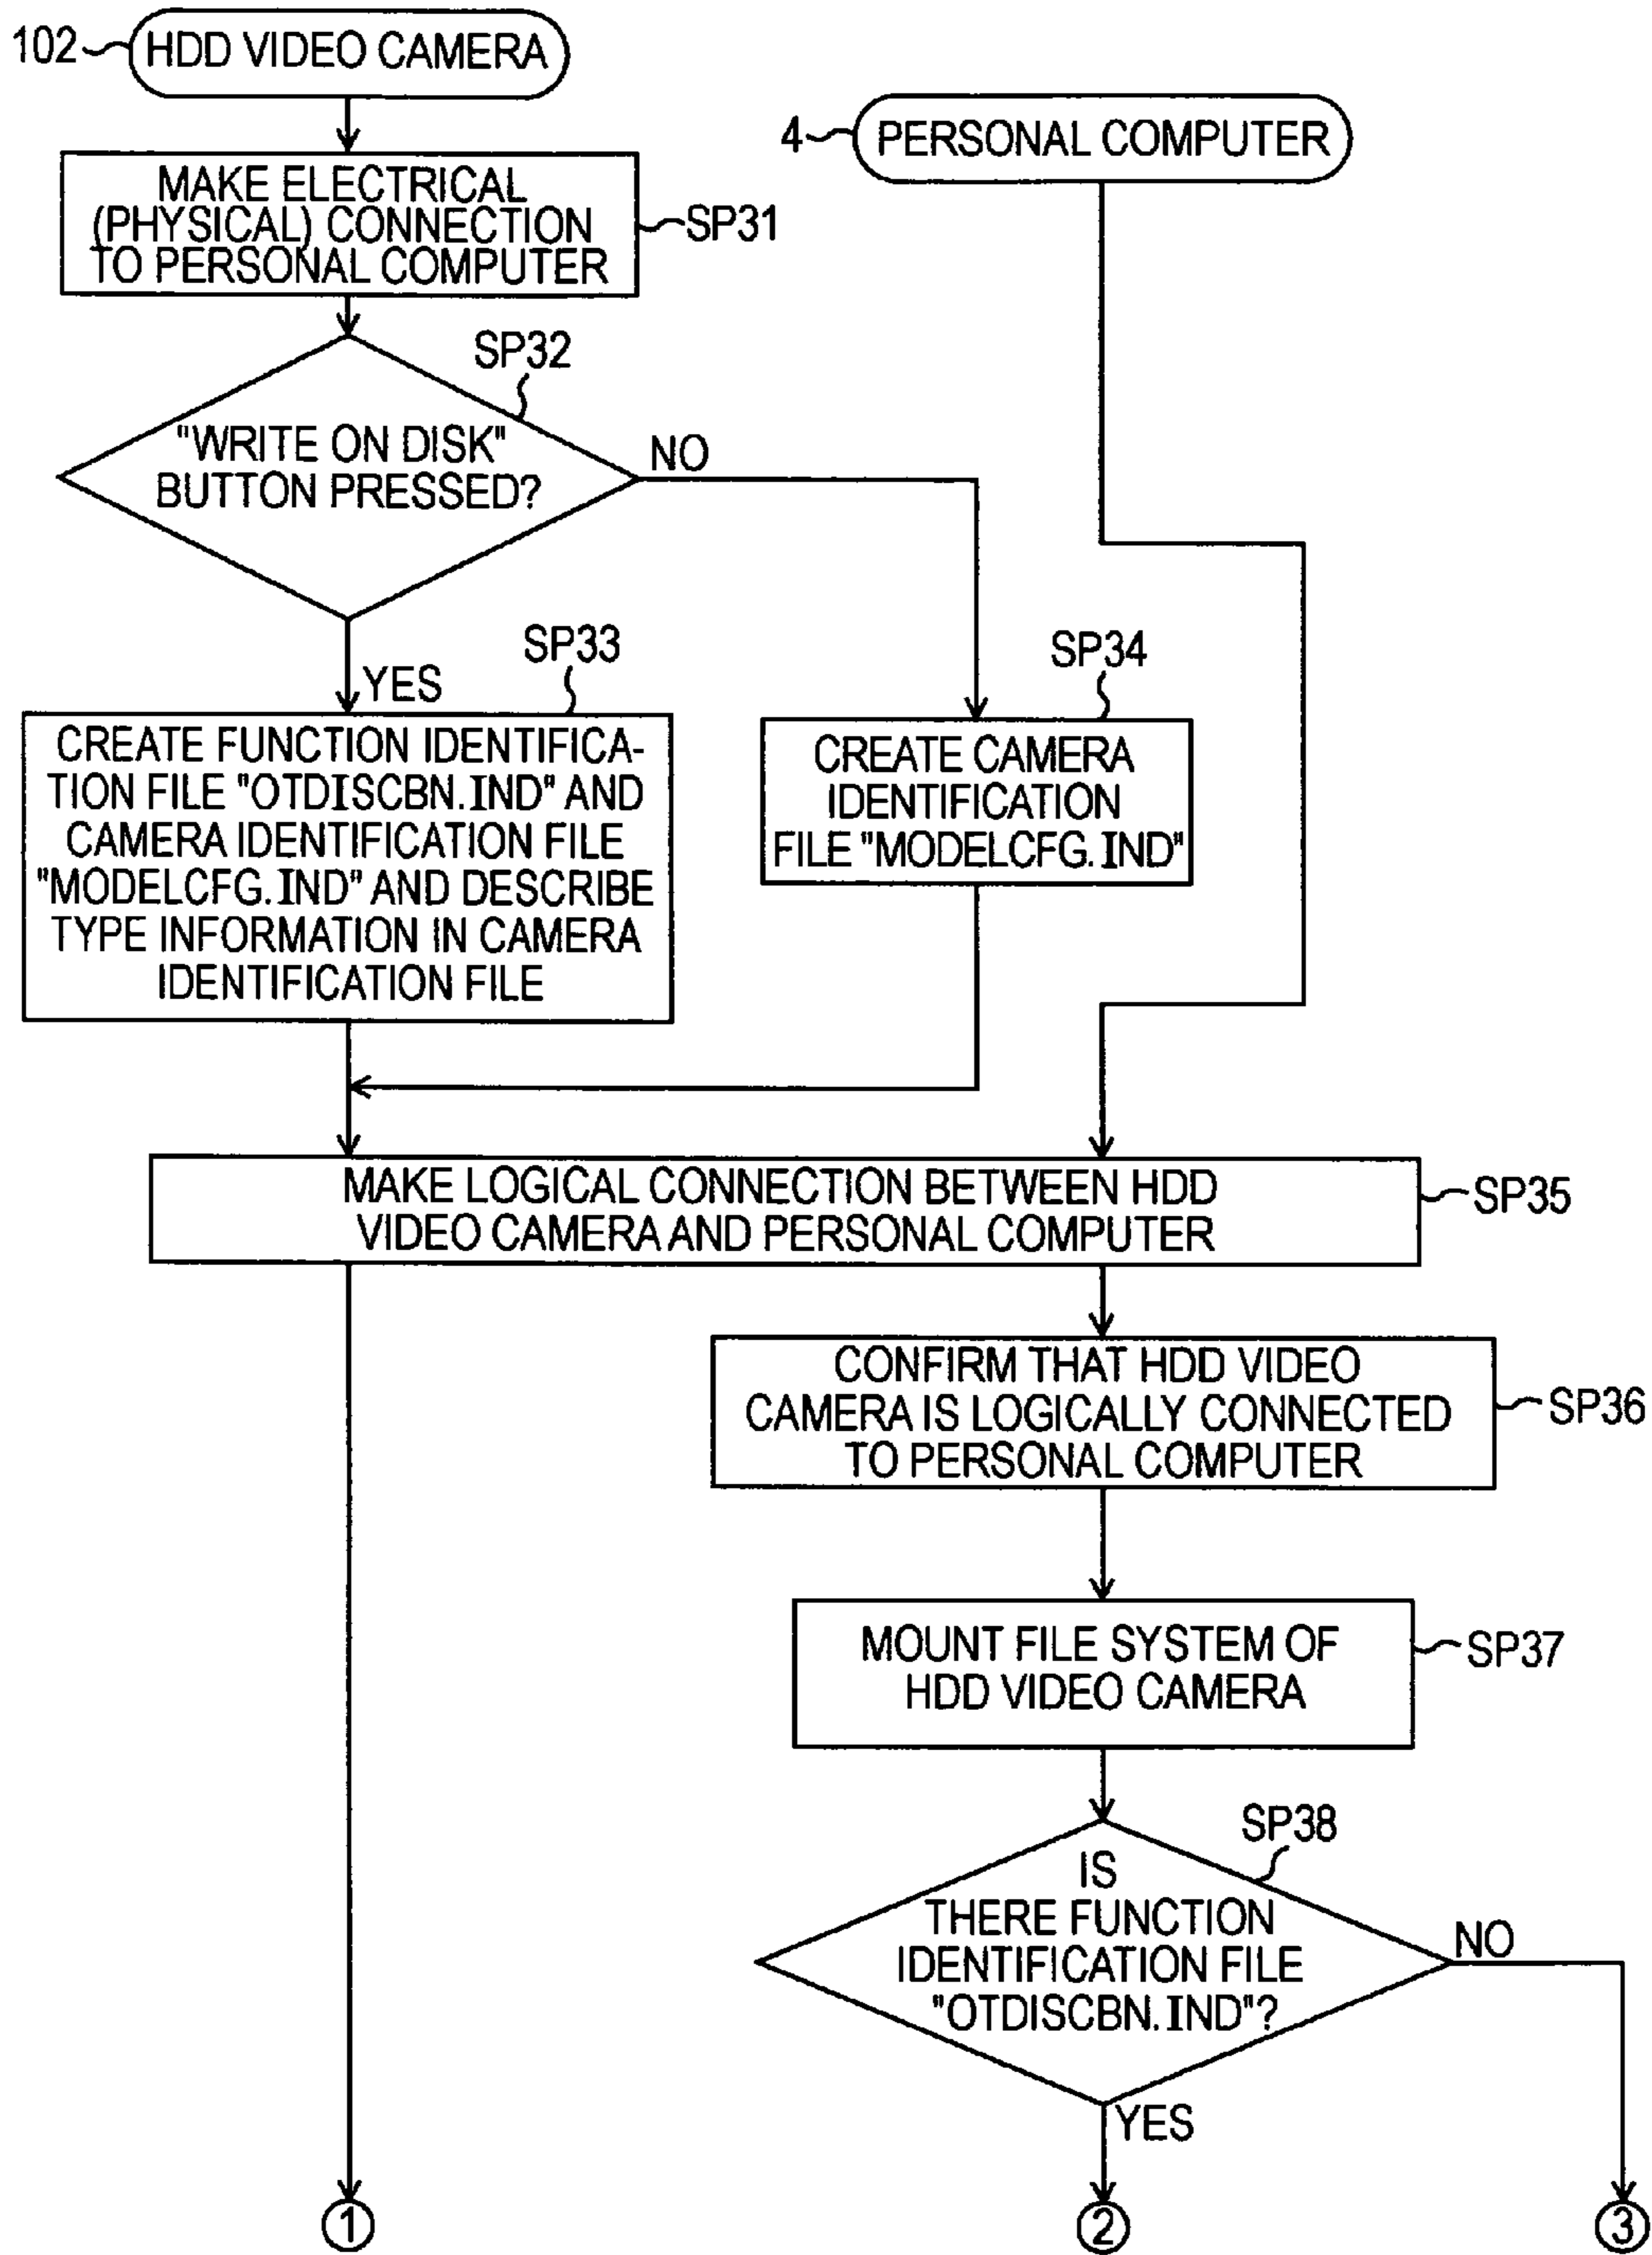 102
HDD VIDEO CAMERA
4
PERSONAL COMPUTER
MAKE ELECTRICAL
(PHYSICAL) CONNECTION
TO PERSONAL COMPUTER
SP31
SP32
"WRITE ON DISK"
BUTTON PRESSED?
NO
YES
SP33
CREATE FUNCTION IDENTIFICA-
TION FILE "OTDISCBN.IND" AND
CAMERA IDENTIFICATION FILE
"MODELCFG.IND" AND DESCRIBE
TYPE INFORMATION IN CAMERA
IDENTIFICATION FILE
SP34
CREATE CAMERA
IDENTIFICATION
FILE "MODELCFG.IND"
MAKE LOGICAL CONNECTION BETWEEN HDD
VIDEO CAMERA AND PERSONAL COMPUTER
SP35
CONFIRM THAT HDD VIDEO
CAMERA IS LOGICALLY CONNECTED
TO PERSONAL COMPUTER
SP36
MOUNT FILE SYSTEM OF
HDD VIDEO CAMERA
SP37
SP38
IS
THERE FUNCTION
IDENTIFICATION FILE
"OTDISCBN.IND"?
NO
YES
1
2
3